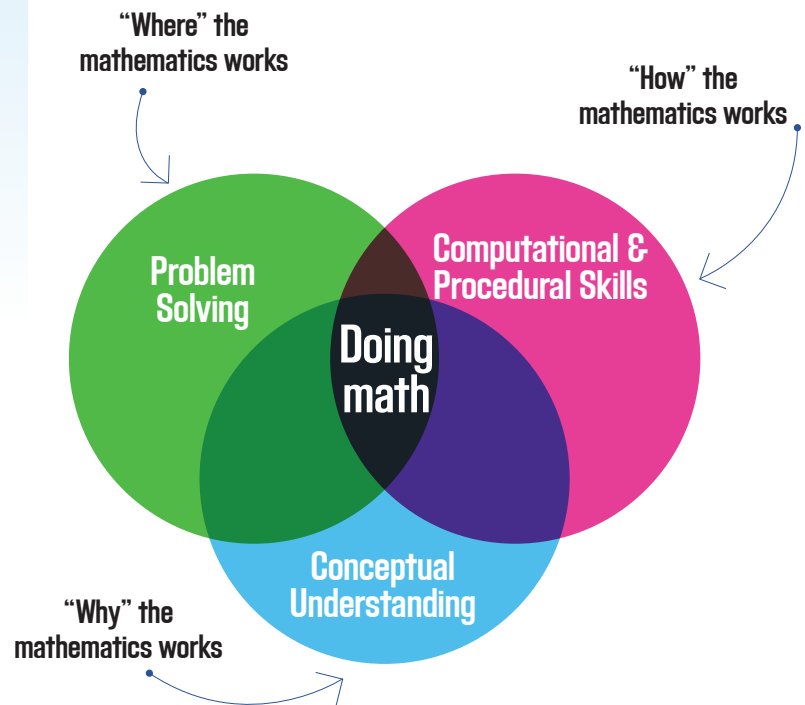 “Where” the
mathematics works
“How” the
mathematics works
Problem
Solving
Computational &
Procedural Skills
Doing
math
Conceptual
Understanding
“Why” the
mathematics works